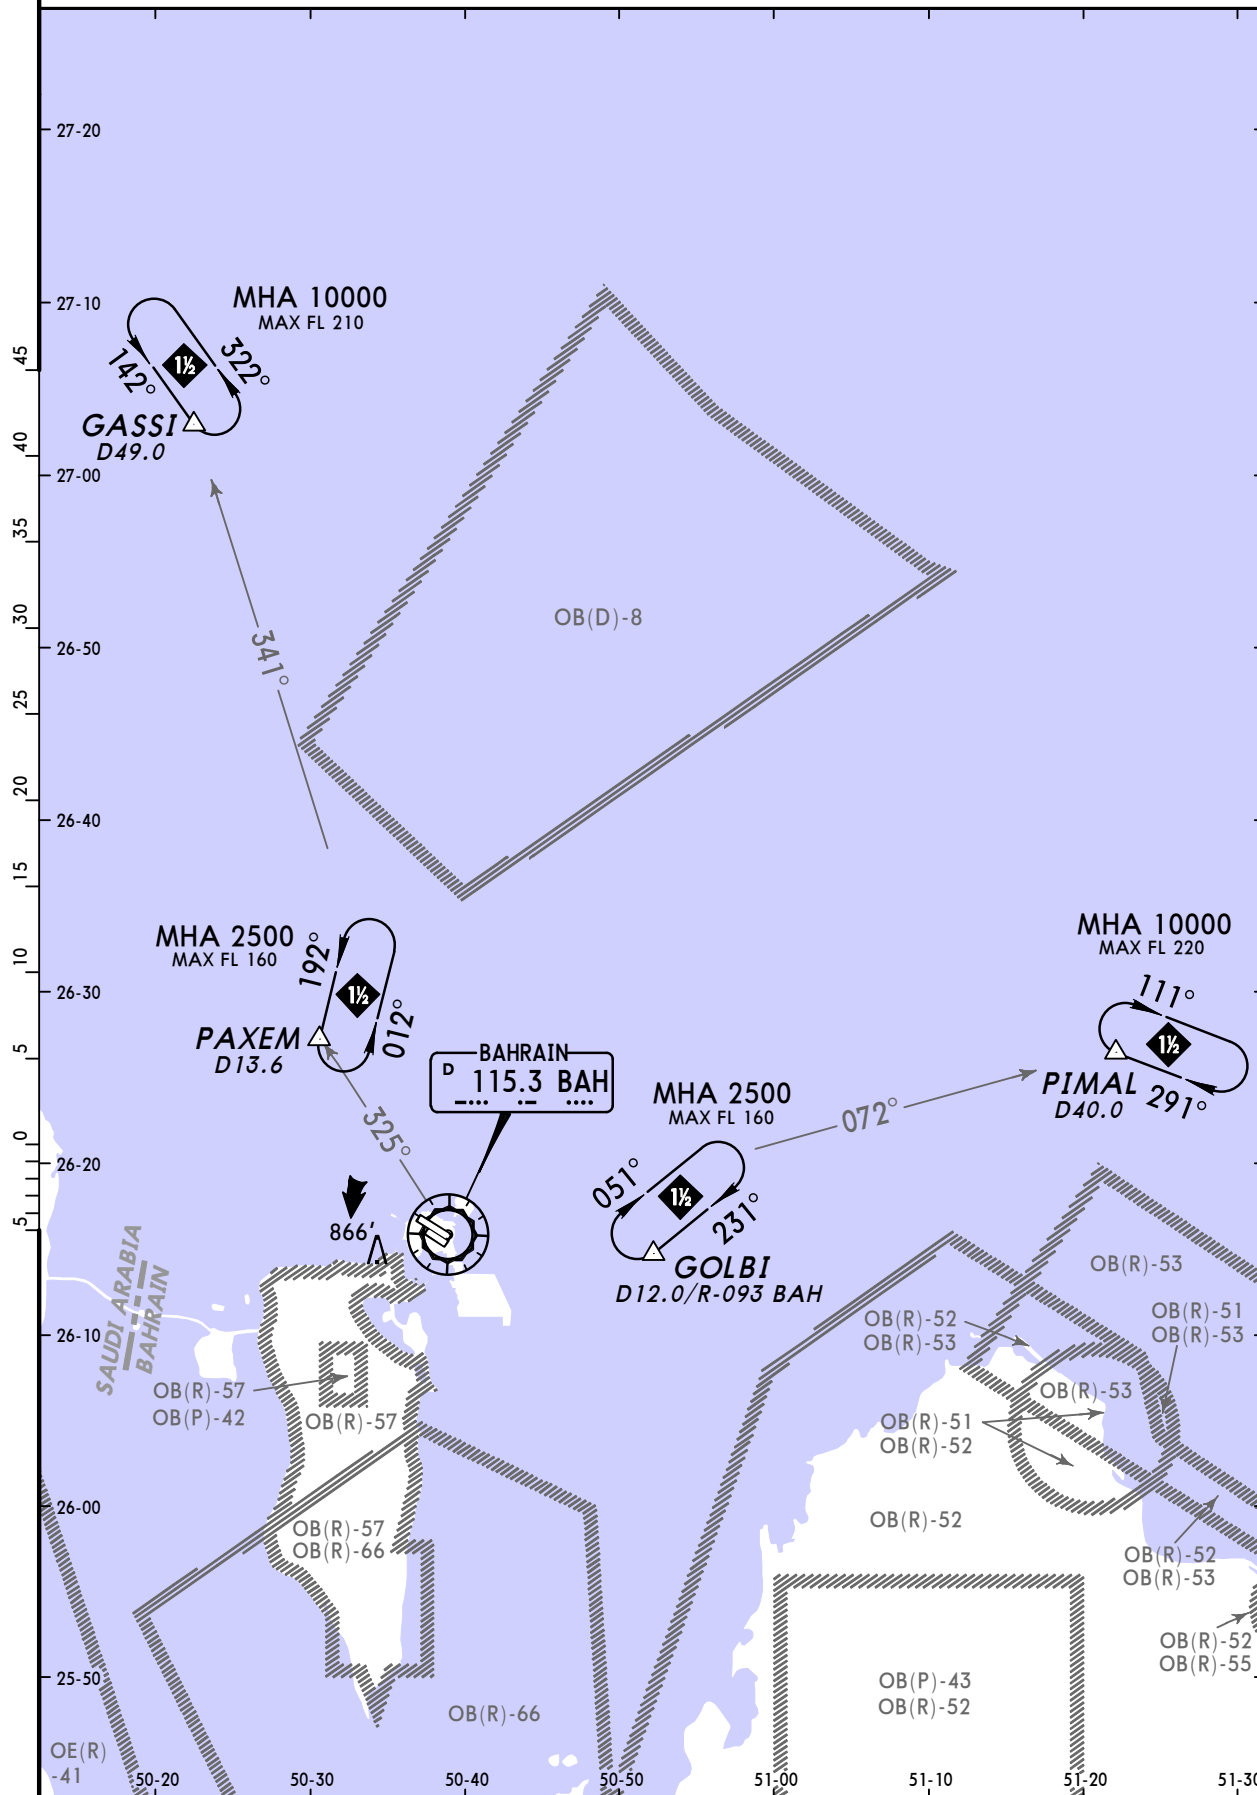 27-20
27-10
MHA 10000
MAX FL 210
322°
142°
1½
GASSI
D49.0
45
40
27-00
35
30
26-50
341°
OB(D)-8
25
20
26-40
15
MHA 2500
MAX FL 160
192°
012°
1½
10
26-30
PAXEM
D13.6
5
325°
BAHRAIN
D 115.3 BAH
MHA 10000
MAX FL 220
111°
1½
291°
PIMAL
D40.0
MHA 2500
MAX FL 160
072°
051°
1½
231°
GOLBI
D12.0/R-093 BAH
0
26-20
5
866'
SAUDI ARABIA
BAHRAIN
26-10
OB(R)-53
OB(R)-52
OB(R)-53
OB(R)-51
OB(R)-53
OB(R)-57
OB(P)-42
OB(R)-57
OB(R)-53
OB(R)-51
OB(R)-52
26-00
OB(R)-57
OB(R)-66
OB(R)-52
OB(R)-52
OB(R)-53
OB(R)-52
OB(R)-55
25-50
OB(P)-43
OB(R)-52
OB(R)-66
OE(R)
-41
50-20
50-30
50-40
50-50
51-00
51-10
51-20
51-30